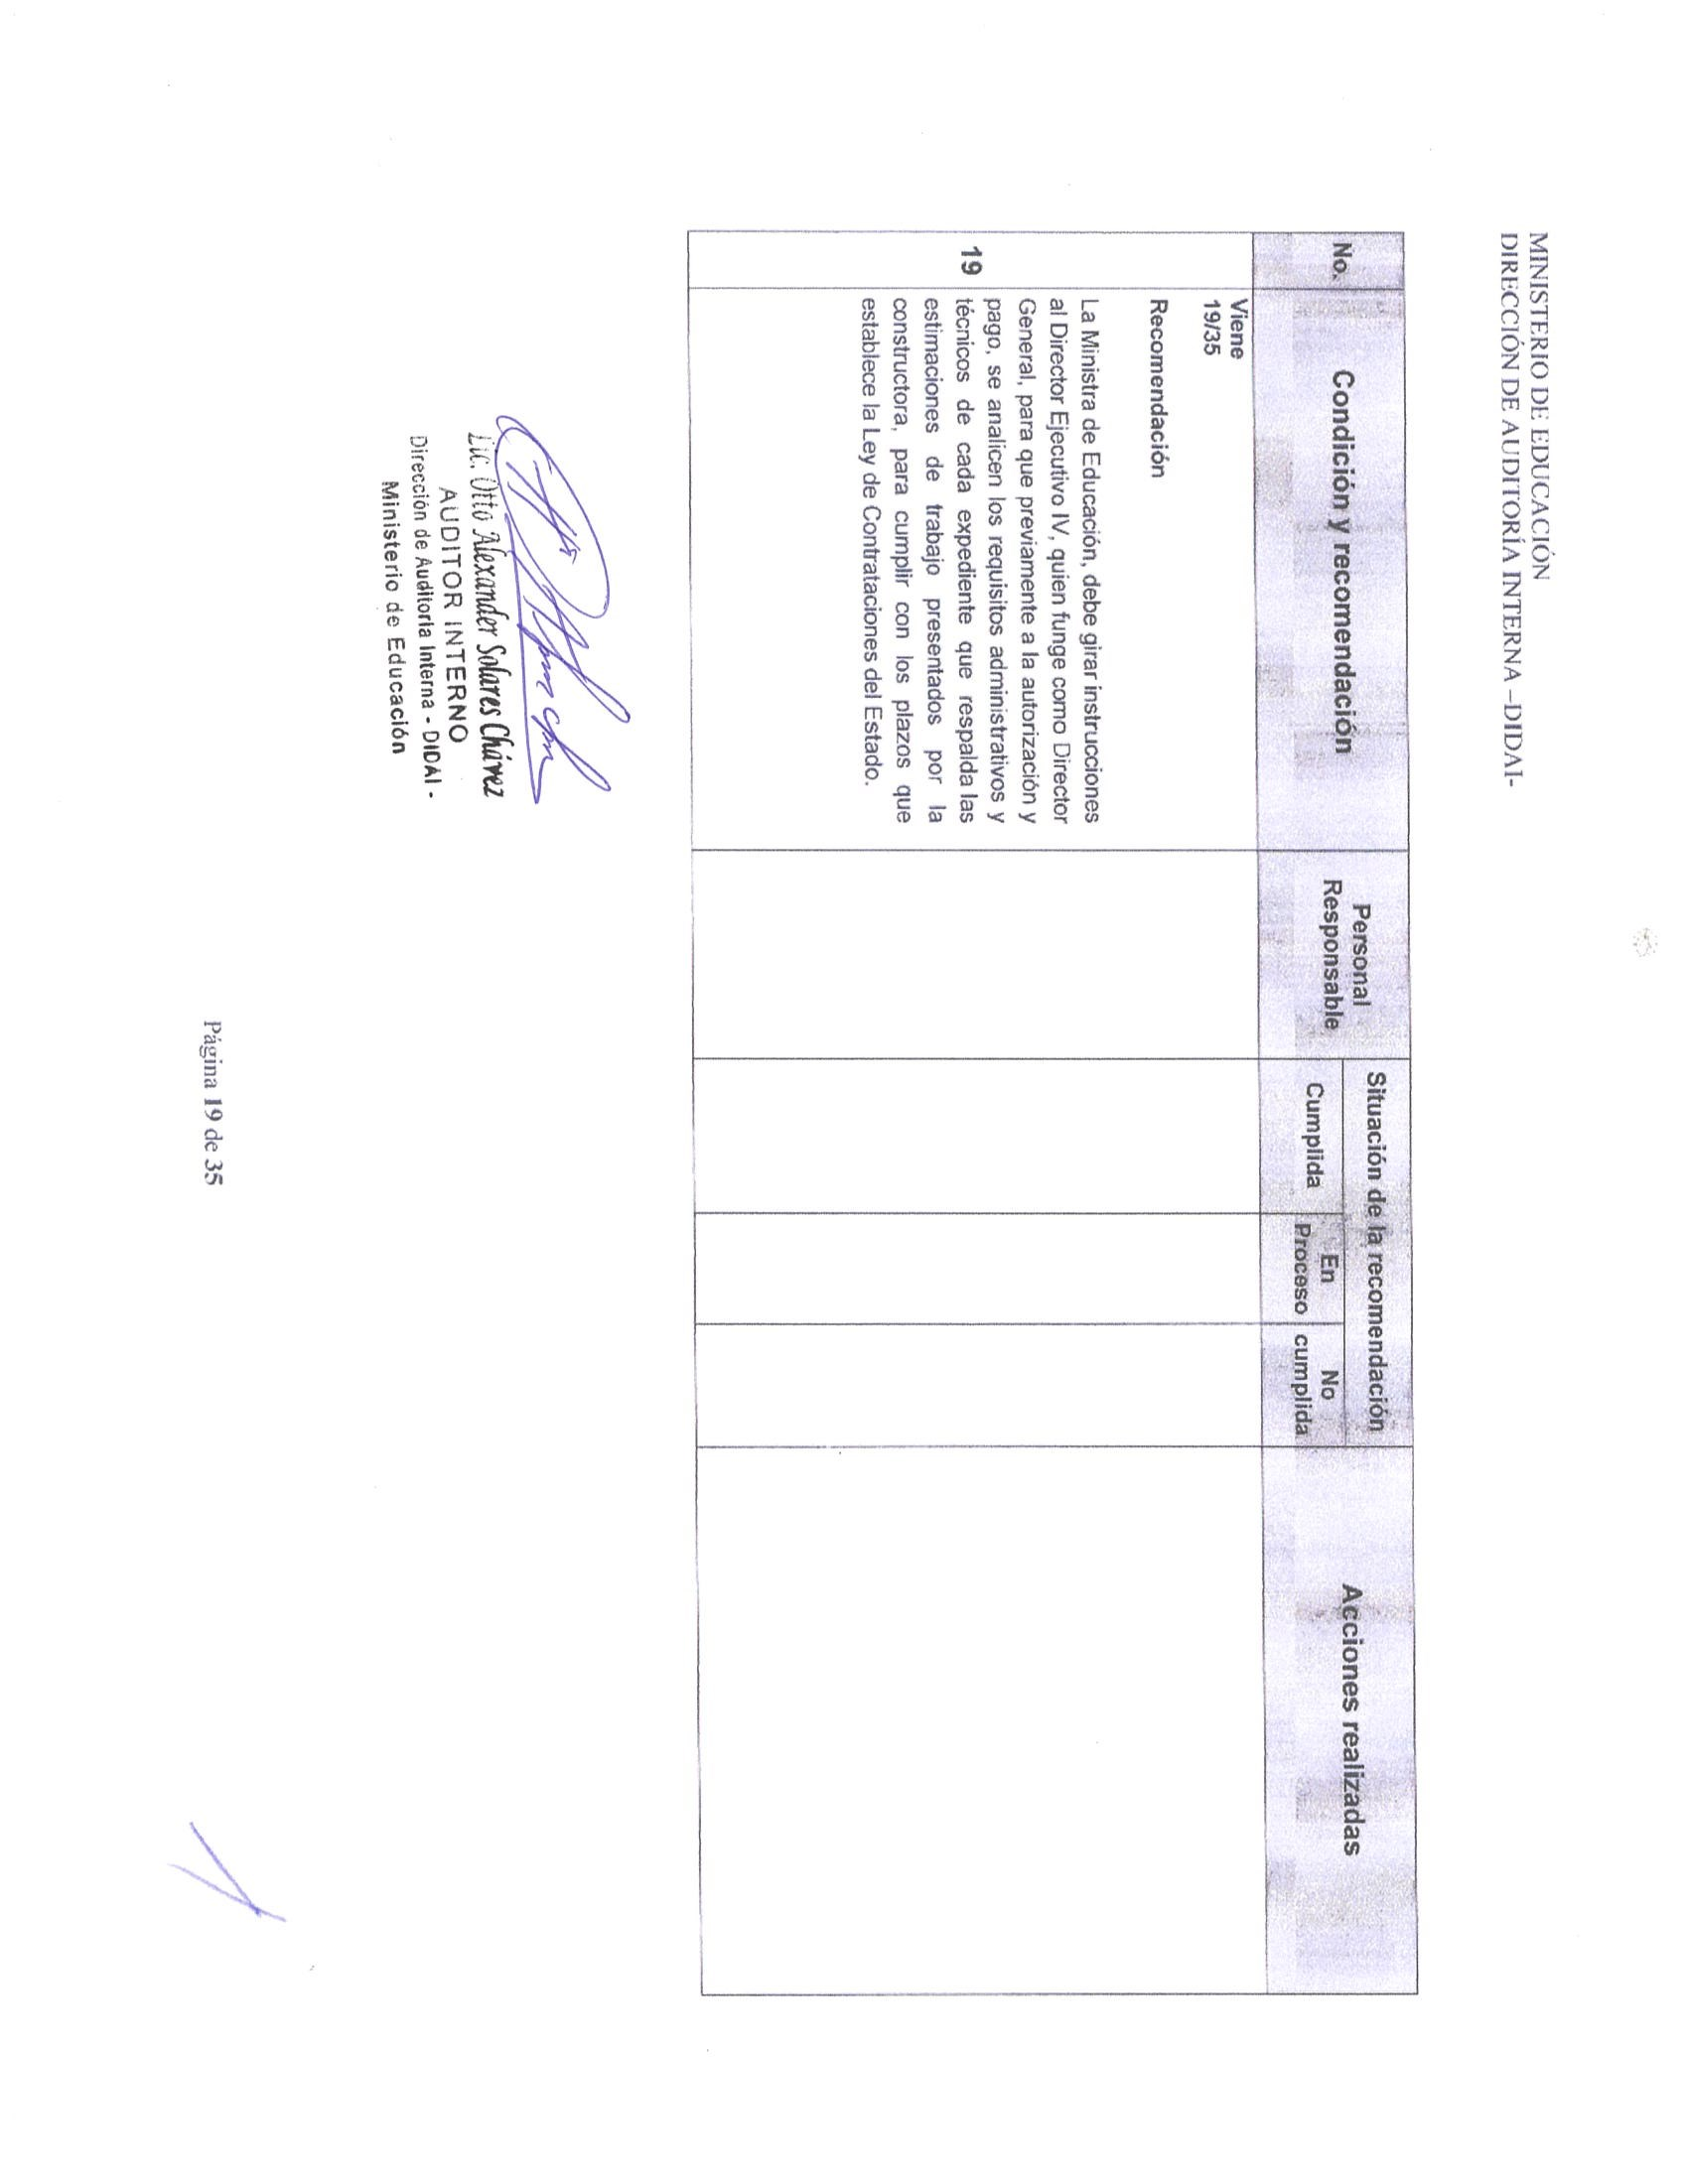 MINISTERIO DE EDUCACIÓN
DIRECCIÓN DE AUDITORÍA INTERNA –DIDAI-
No.
Condición y recomendación
Personal
Responsable
Situación de la recomendación
Cumplida
En
Proceso
No
cumplida
Acciones realizadas
Viene
19/35
Recomendación
19
La Ministra de Educación, debe girar instrucciones
al Director Ejecutivo IV, quien funge como Director
General, para que previamente a la autorización y
pago, se analicen los requisitos administrativos y
técnicos de cada expediente que respalda las
estimaciones de trabajo presentados por la
constructora, para cumplir con los plazos que
establece la Ley de Contrataciones del Estado.
Lic. Otto Alexander Solares Chávez
AUDITOR INTERNO
Dirección de Auditoría Interna - DIDAI -
Ministerio de Educación
Página 19 de 35